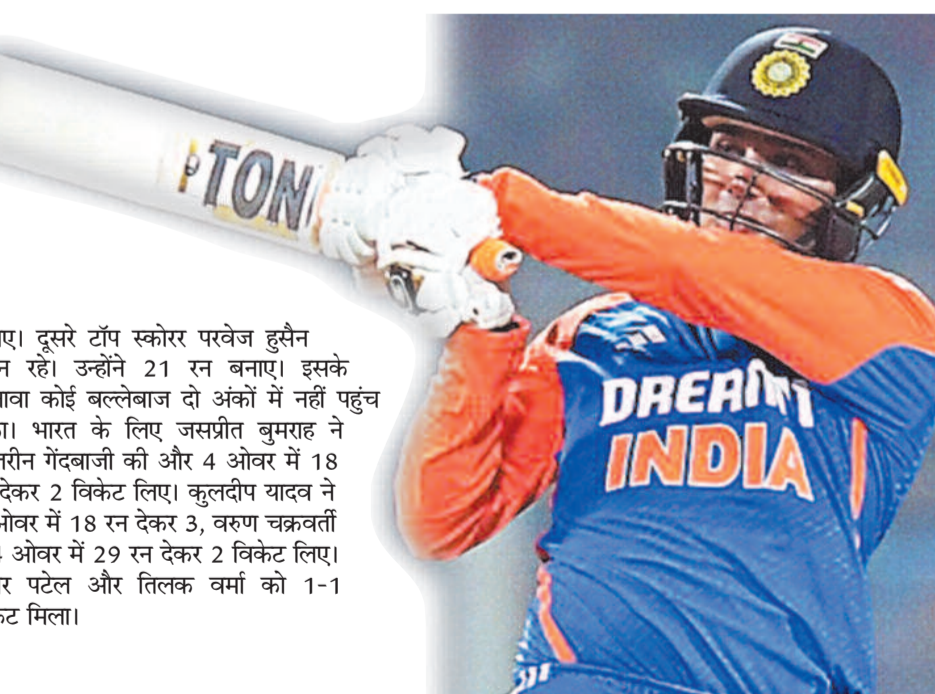 TON
DREAM11
INDIA
दूसरे टॉप स्कोरर परवेज हुसैन
रहे। उन्होंने 21 रन बनाए। इसके
कोई बल्लेबाज दो अंकों में नहीं पहुंच
भारत के लिए जसप्रीत बुमराह ने
गेंदबाजी की और 4 ओवर में 18
देकर 2 विकेट लिए। कुलदीप यादव ने
ओवर में 18 रन देकर 3, वरुण चक्रवर्ती
ओवर में 29 रन देकर 2 विकेट लिए।
पटेल और तिलक वर्मा को 1-1
मिला।